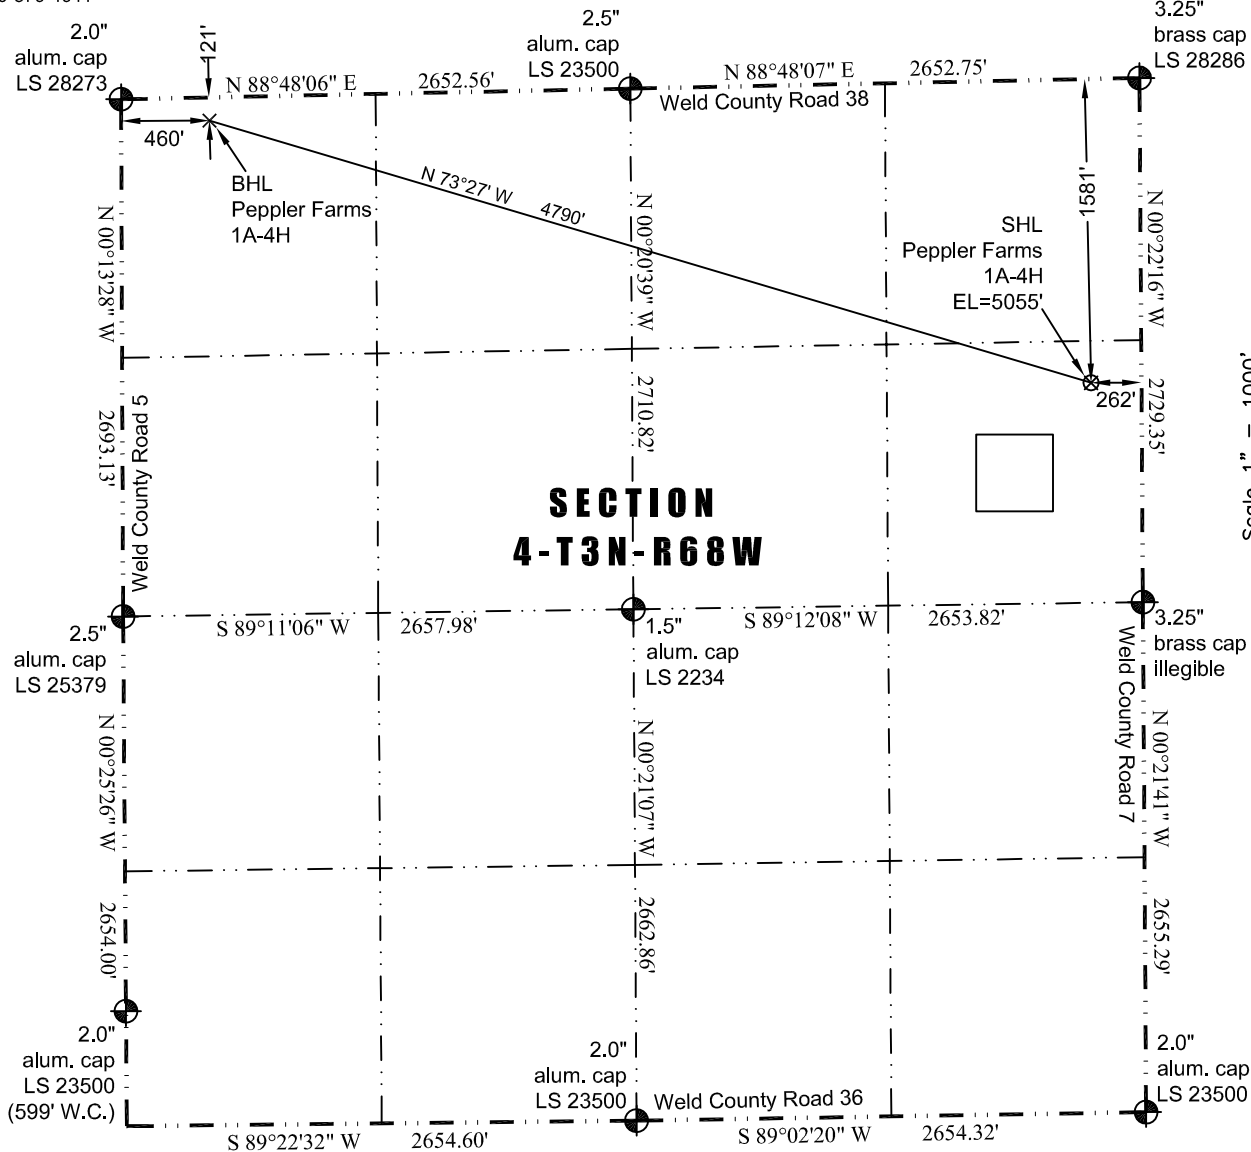 2.0"
alum. cap
LS 28273
121'
2.5"
alum. cap
LS 23500
3.25"
brass cap
LS 28286
N 88°48'06" E 2652.56'
N 88°48'07" E 2652.75'
Weld County Road 38
460'
BHL
Peppler Farms
1A-4H
N 73°27' W 4790'
1581'
SHL
Peppler Farms
1A-4H
EL=5055'
262'
N 00°13'28" W 2693.13'
Weld County Road 5
N 00°20'39" W 2710.82'
N 00°22'16" W 2729.35'
SECTION
4-T3N-R68W
S 89°11'06" W 2657.98'
S 89°12'08" W 2653.82'
2.5"
alum. cap
LS 25379
1.5"
alum. cap
LS 2234
3.25"
brass cap
illegible
Weld County Road 7
N 00°25'26" W 2654.00'
N 00°21'07" W 2662.86'
N 00°21'41" W 2655.29'
2.0"
alum. cap
LS 23500
(599' W.C.)
2.0"
alum. cap
LS 23500
Weld County Road 36
2.0"
alum. cap
LS 23500
S 89°22'32" W 2654.60'
S 89°02'20" W 2654.32'